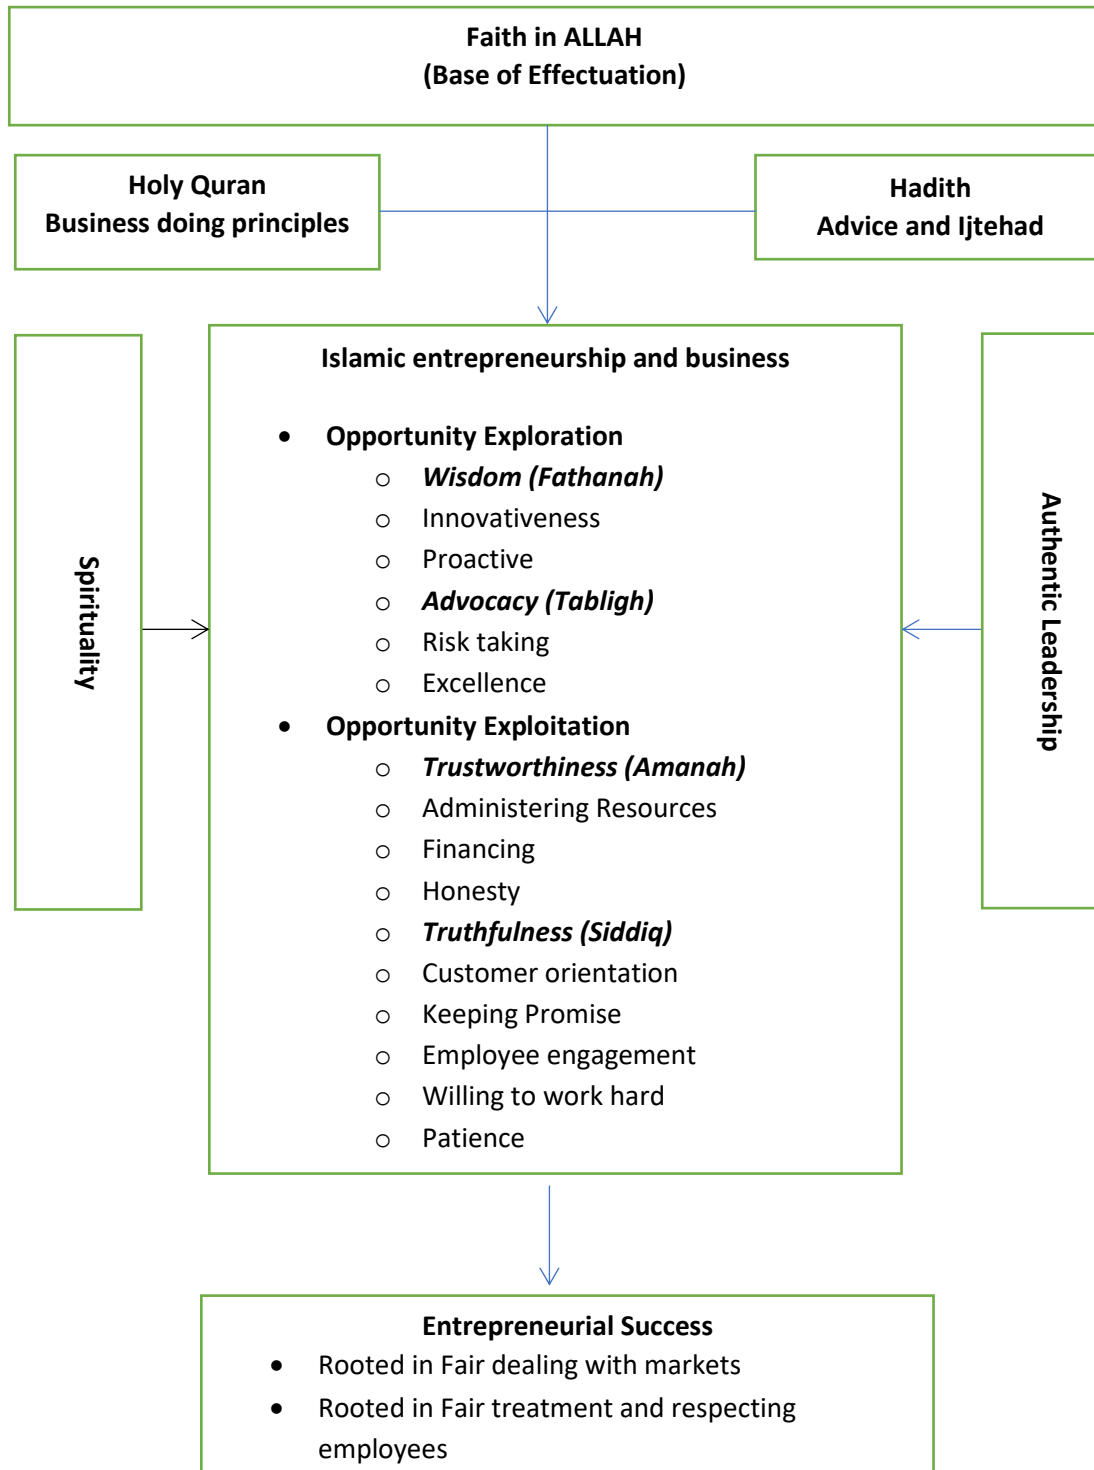 Faith in ALLAH
(Base of Effectuation)
Holy Quran
Business doing principles
Hadith
Advice and Ijtehad
Spirituality
Islamic entrepreneurship and business
• Opportunity Exploration
o Wisdom (Fathanah)
o Innovativeness
o Proactive
o Advocacy (Tabligh)
o Risk taking
o Excellence
• Opportunity Exploitation
o Trustworthiness (Amanah)
o Administering Resources
o Financing
o Honesty
o Truthfulness (Siddiq)
o Customer orientation
o Keeping Promise
o Employee engagement
o Willing to work hard
o Patience
Authentic Leadership
Entrepreneurial Success
• Rooted in Fair dealing with markets
• Rooted in Fair treatment and respecting
employees